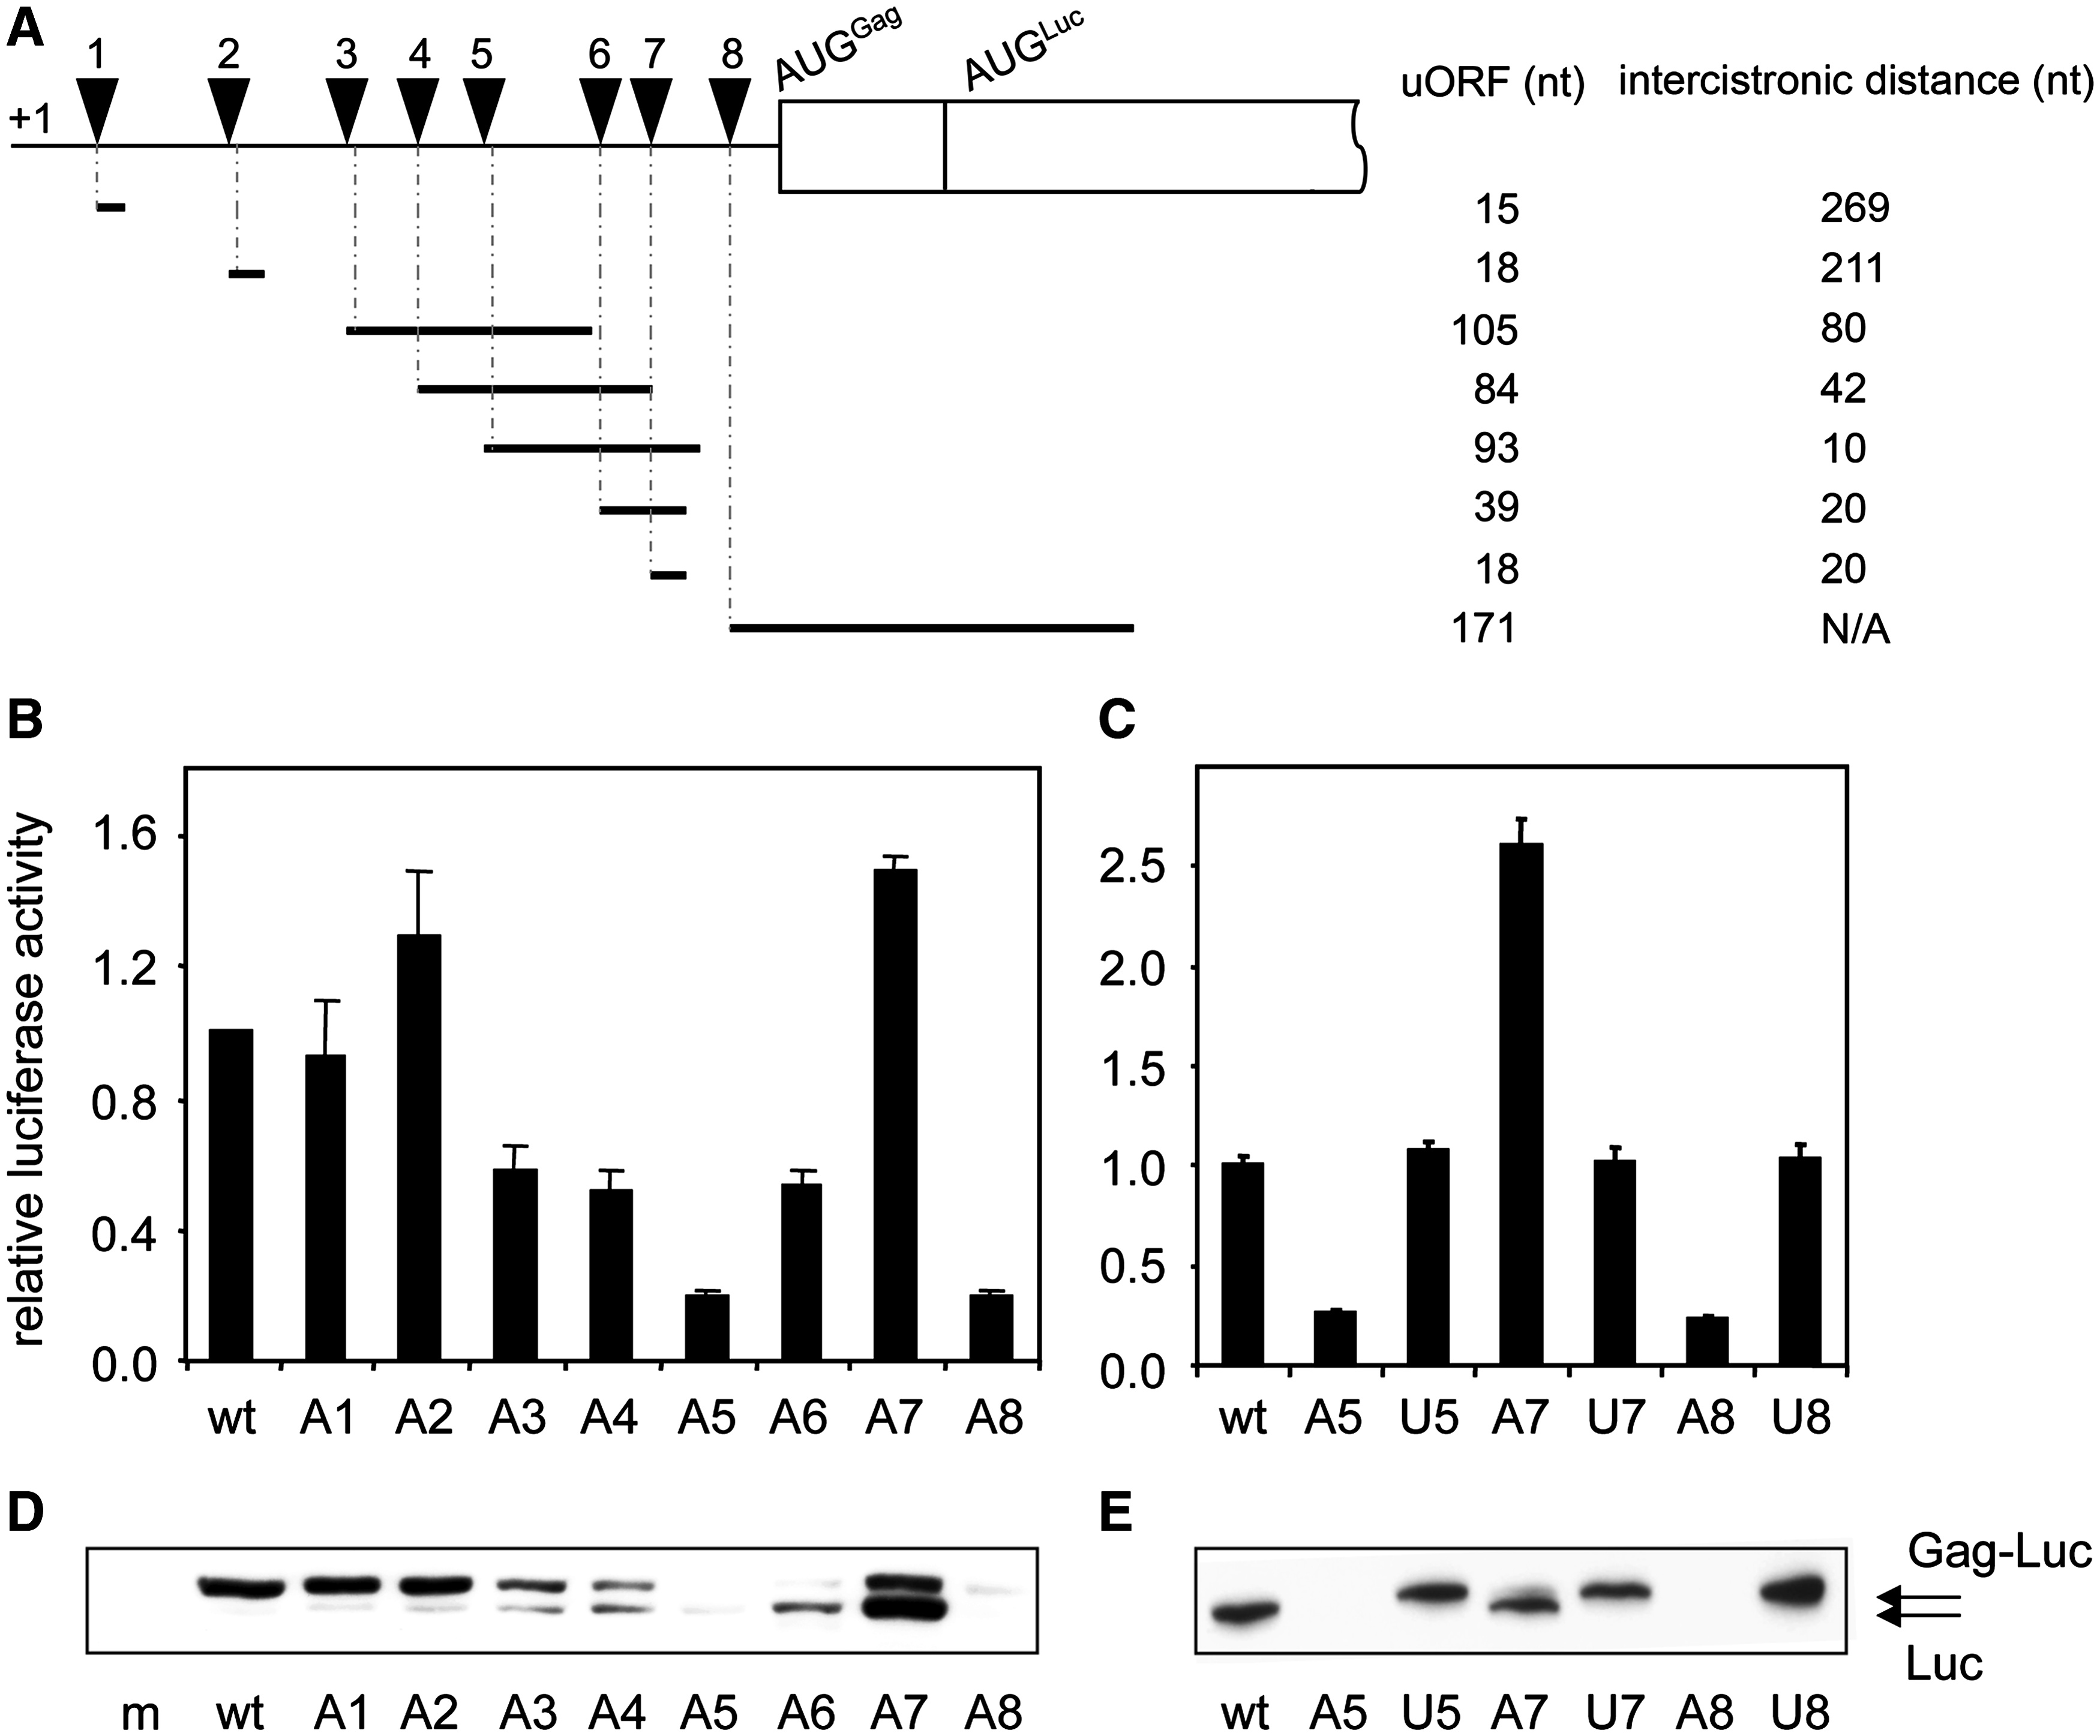 A
1 2 3 4 5 6 7 8 AUG^Gag AUG^Luc uORF (nt) intercistronic distance (nt)
+1
15 269
18 211
105 80
84 42
93 10
39 20
18 20
171 N/A
B
relative luciferase activity
1.6
1.2
0.8
0.4
0.0
wt A1 A2 A3 A4 A5 A6 A7 A8
C
2.5
2.0
1.5
1.0
0.5
0.0
wt A5 U5 A7 U7 A8 U8
D
m wt A1 A2 A3 A4 A5 A6 A7 A8
E
Gag-Luc
Luc
wt A5 U5 A7 U7 A8 U8